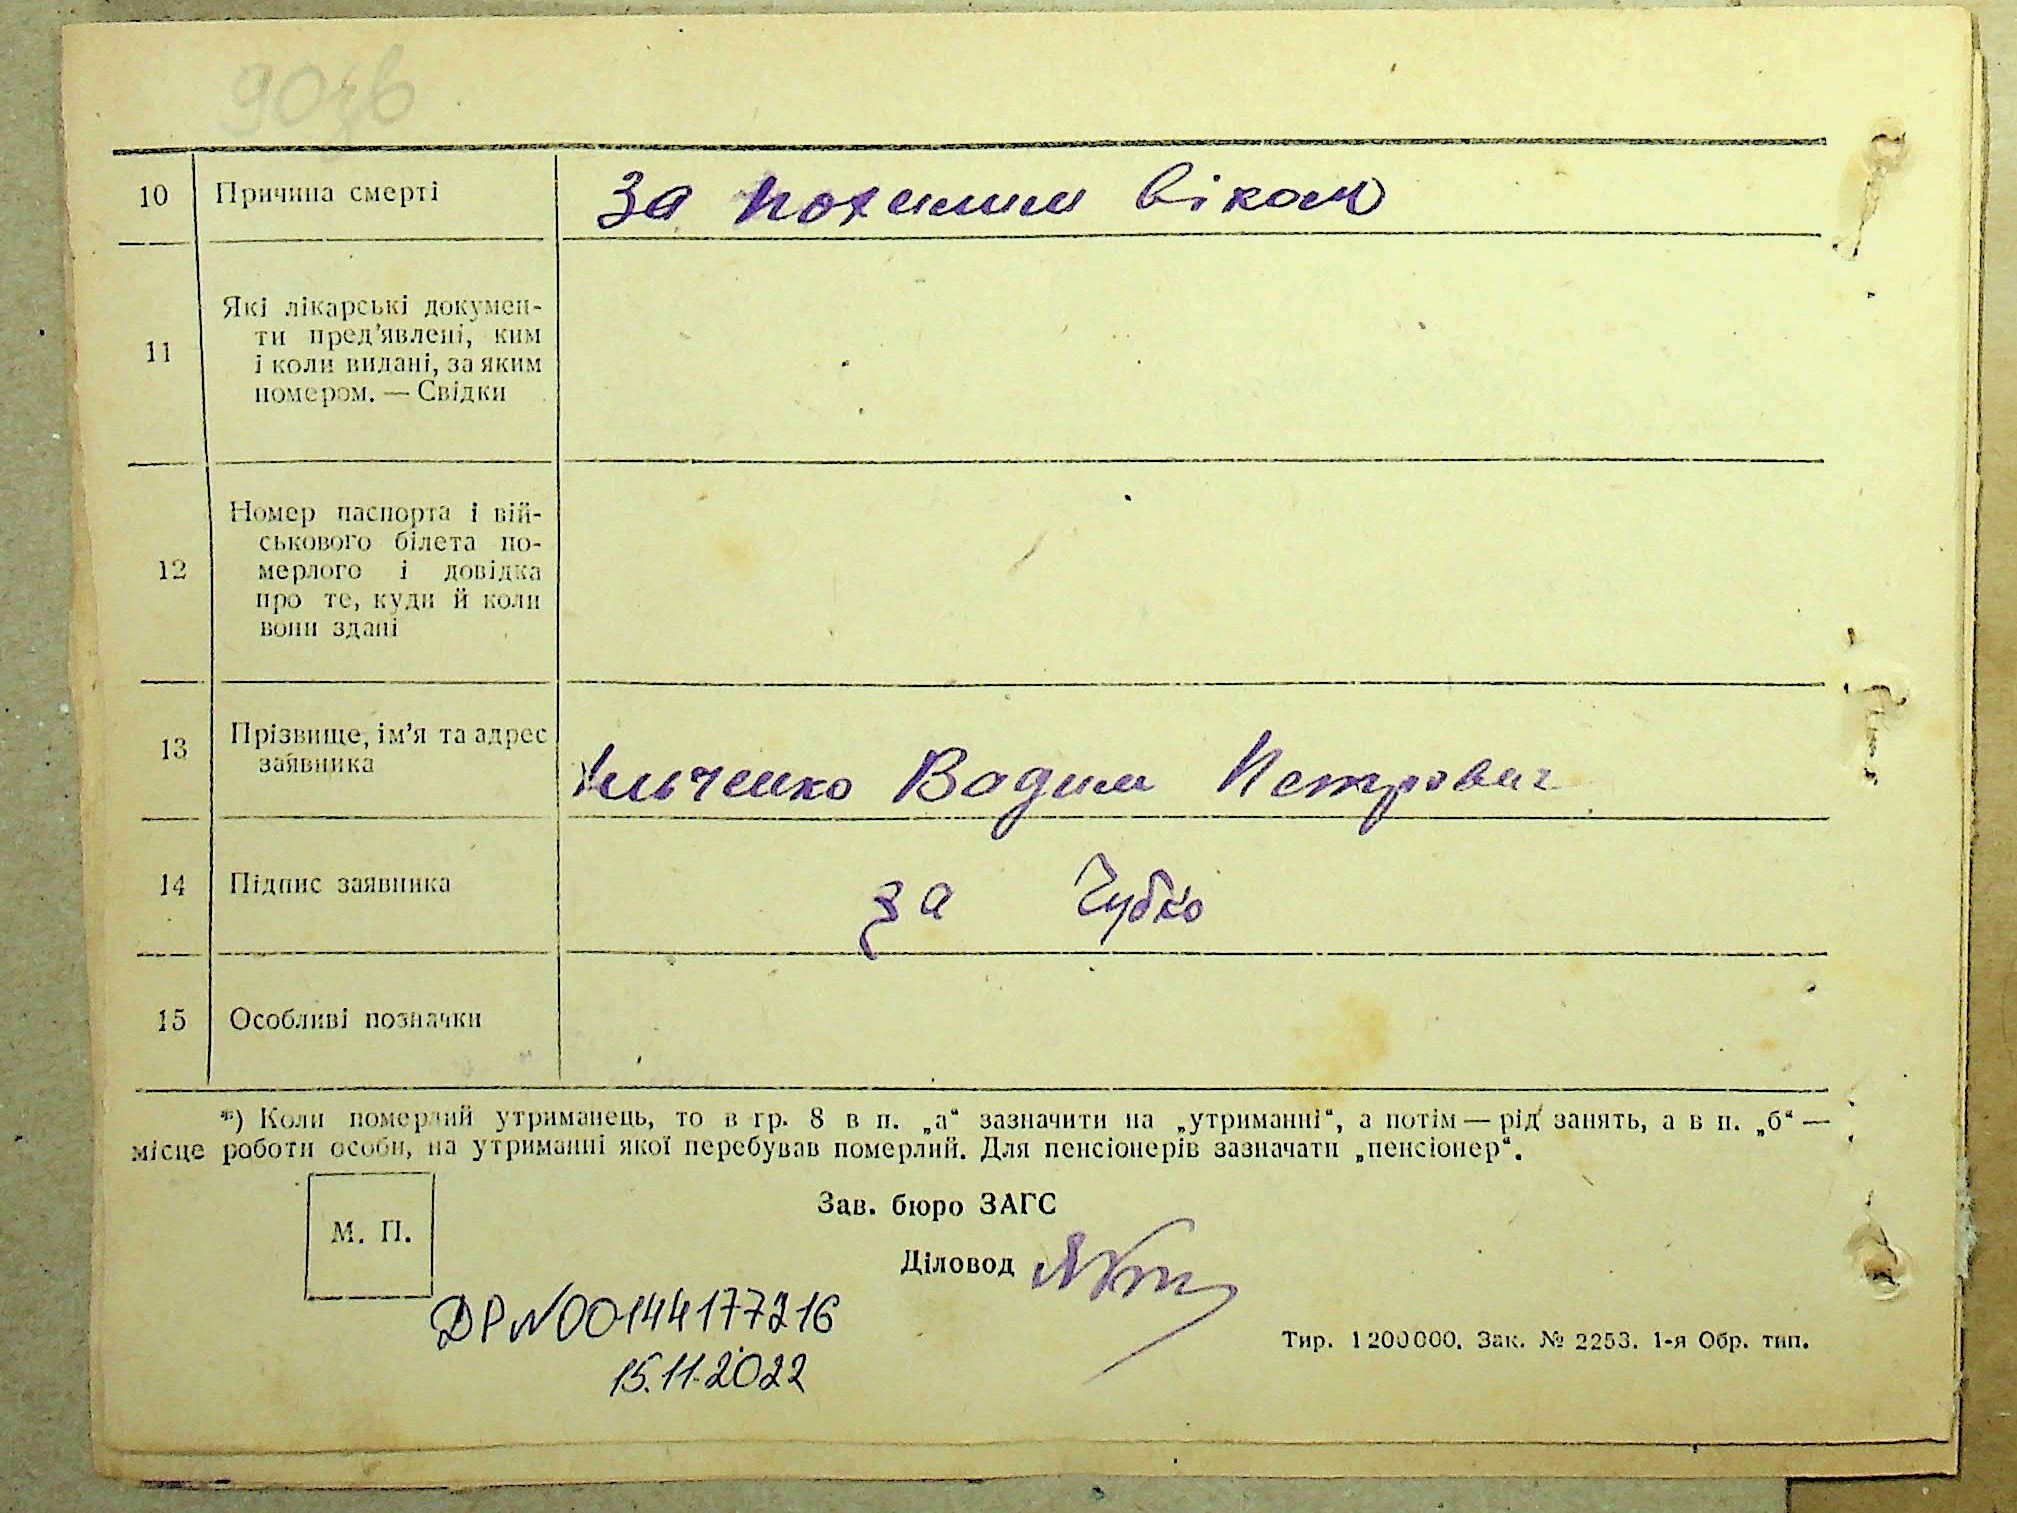 90зв
10 Причина смерті За похилим віком
11 Які лікарські докумен-
ти пред’явлені, ким
і коли видані, за яким
номером. — Свідки
12 Номер паспорта і вій-
ськового білета по-
мерлого і довідка
про те, куди й коли
вони здані
13 Прізвище, ім’я та адрес
заявника
Вадим Петрович
14 Підпис заявника за Чубко
15 Особливі позначки
*) Коли померлий утриманець, то в гр. 8 в п. „а“ зазначити на „утриманні“, а потім — рід занять, а в п. „б“ —
місце роботи особи, на утриманні якої перебував померлий. Для пенсіонерів зазначати „пенсіонер“.
М. П.
Зав. бюро ЗАГС
Діловод
ДР №00144177216
15.11.2022
Тир. 1200000. Зак. № 2253. 1-я Обр. тип.